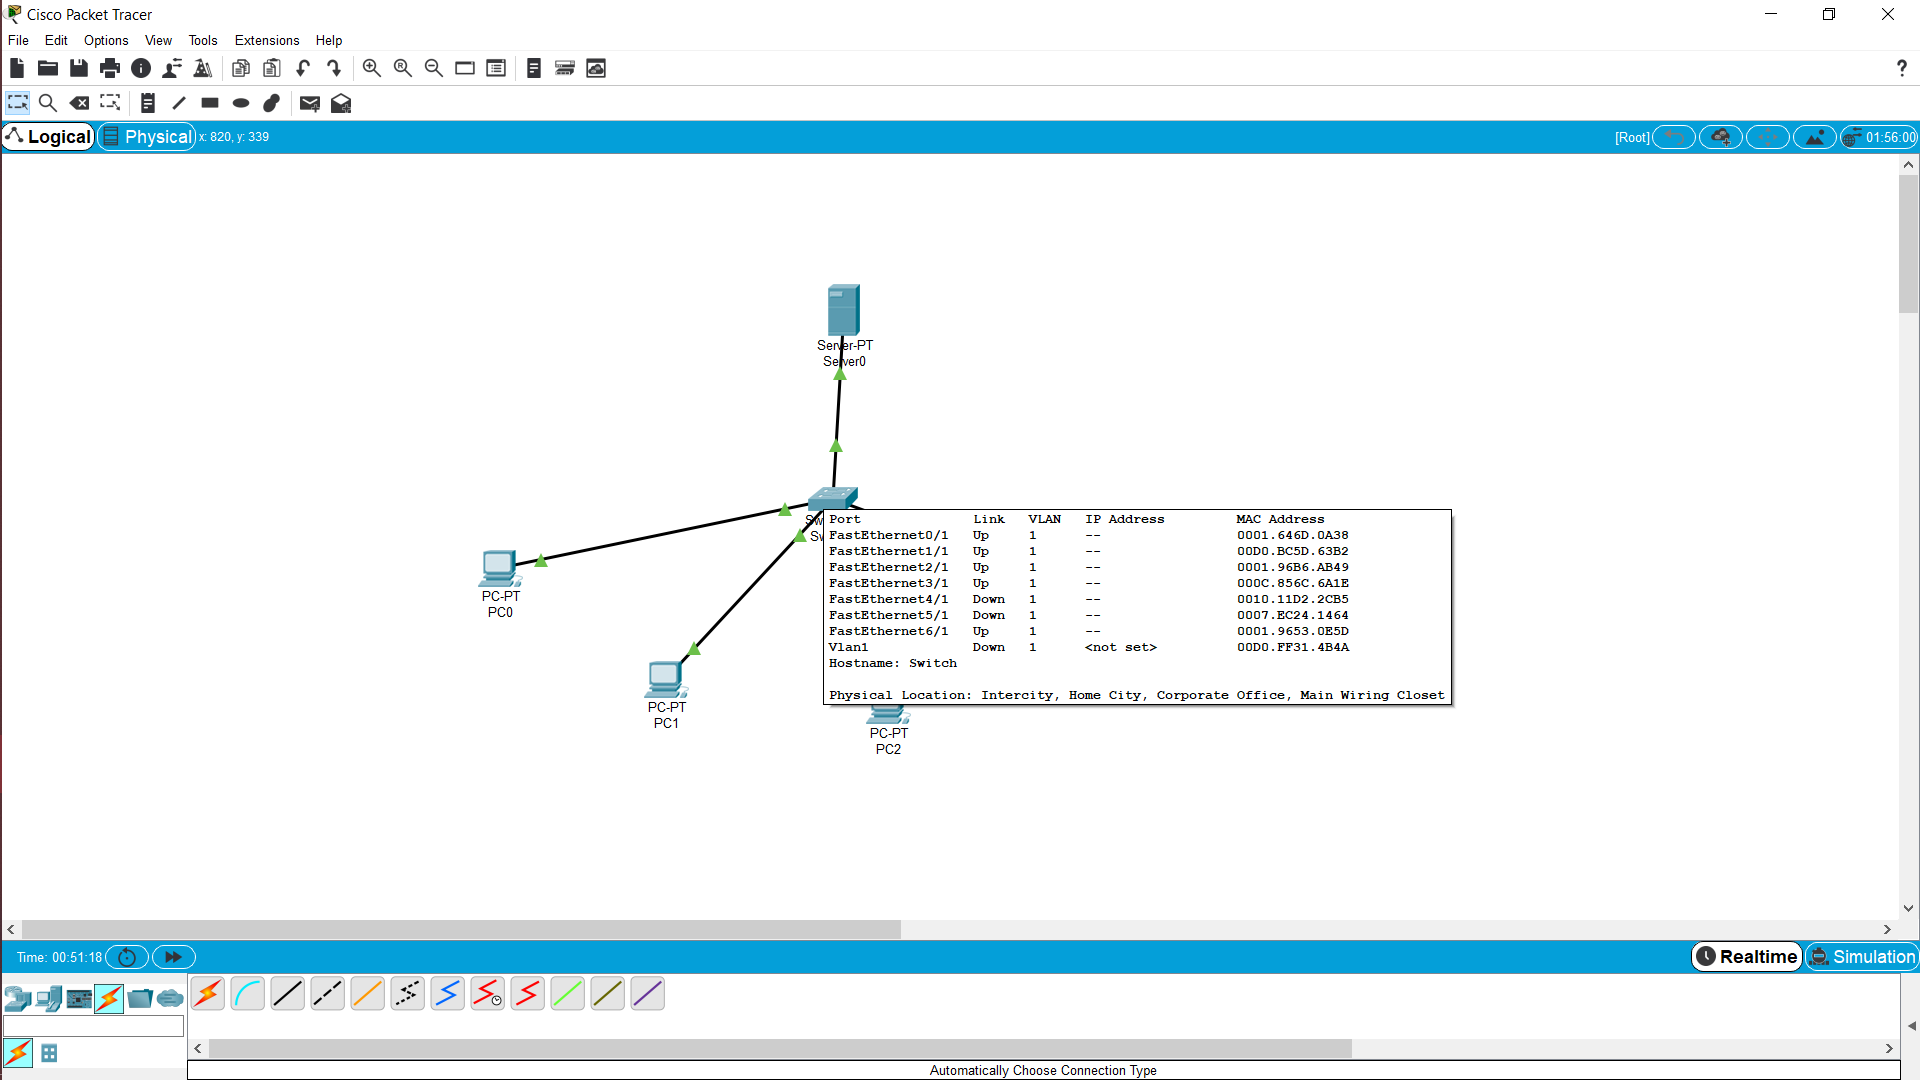 Cisco Packet Tracer
File Edit Options View Tools Extensions Help
?
Logical Physical x: 820, y: 339 [Root] 01:56:00
Server-PT
Server0
Sw
Sw
Port Link VLAN IP Address MAC Address
FastEthernet0/1 Up 1 -- 0001.646D.0A38
FastEthernet1/1 Up 1 -- 00D0.BC5D.63B2
FastEthernet2/1 Up 1 -- 0001.96B6.AB49
FastEthernet3/1 Up 1 -- 000C.856C.6A1E
FastEthernet4/1 Down 1 -- 0010.11D2.2CB5
FastEthernet5/1 Down 1 -- 0007.EC24.1464
FastEthernet6/1 Up 1 -- 0001.9653.0E5D
Vlan1 Down 1 <not set> 00D0.FF31.4B4A
Hostname: Switch
Physical Location: Intercity, Home City, Corporate Office, Main Wiring Closet
PC-PT
PC0
PC-PT
PC1
PC-PT
PC2
Time: 00:51:18 Realtime Simulation
Automatically Choose Connection Type